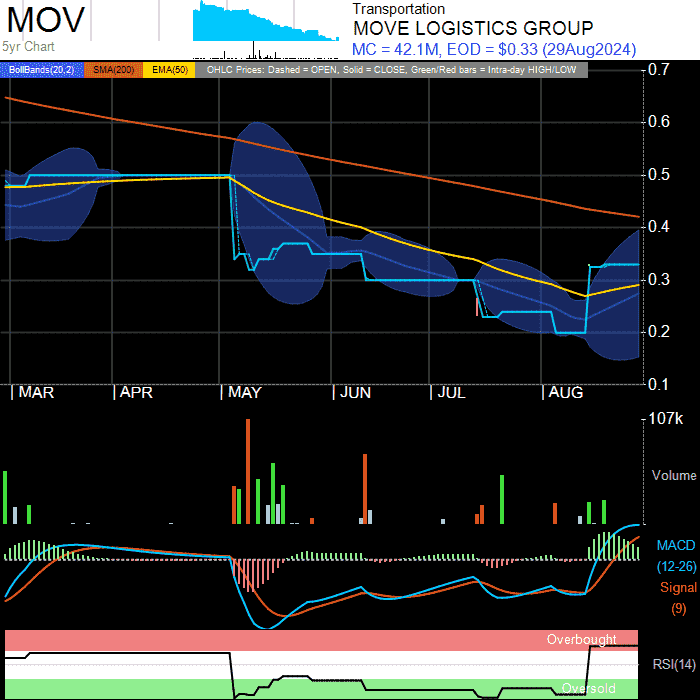 MOV
5yr Chart
Transportation
MOVE LOGISTICS GROUP
MC = 42.1M, EOD = $0.33 (29Aug2024)
BollBands(20,2) SMA(200) EMA(50) OHLC Prices: Dashed = OPEN, Solid = CLOSE, Green/Red bars = Intra-day HIGH/LOW
0.7
0.6
0.5
0.4
0.3
0.2
0.1
MAR APR MAY JUN JUL AUG
107k
Volume
MACD
(12-26)
Signal
(9)
Overbought
RSI(14)
Oversold